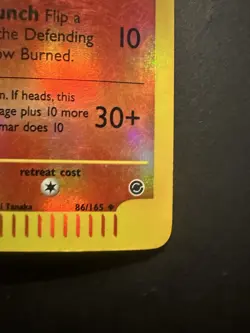 unch Flip a
the Defending 10
ow Burned.
n. If heads, this
age plus 10 more 30+
mar does 10
retreat cost
i Tanaka 86/165